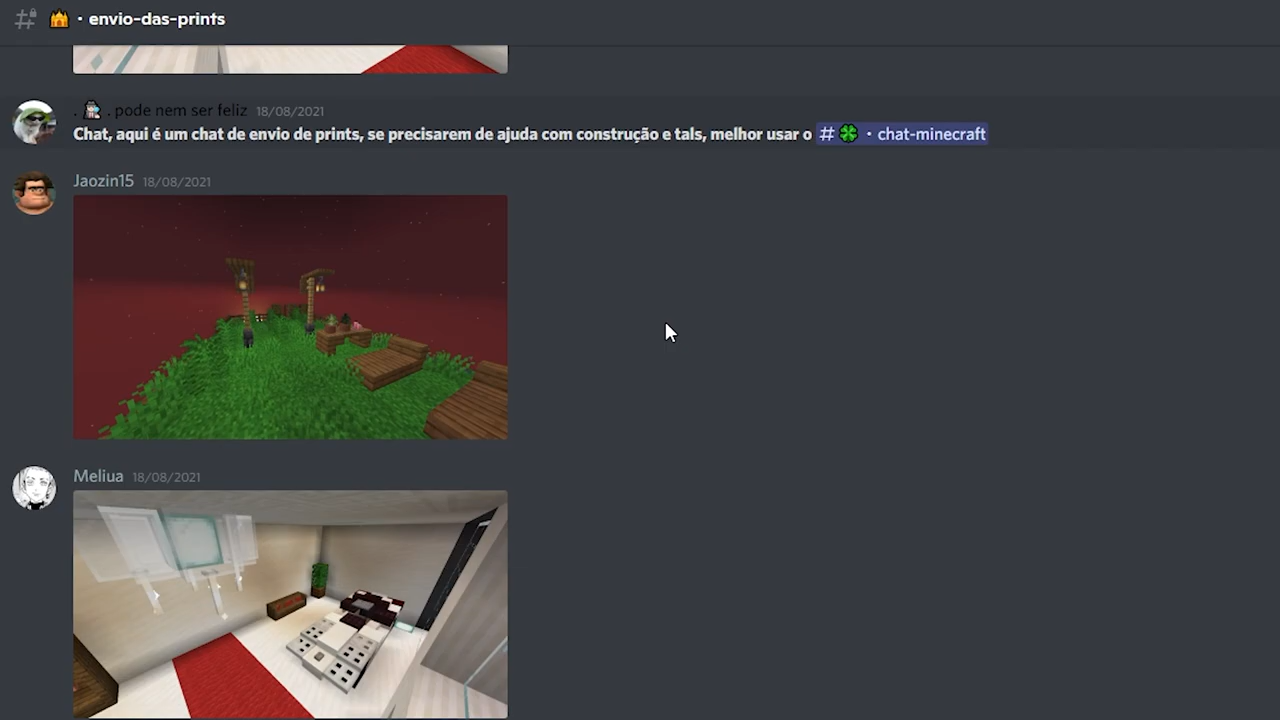 • envio-das-prints
. . pode nem ser feliz 18/08/2021
Chat, aqui é um chat de envio de prints, se precisarem de ajuda com construção e tals, melhor usar o # • chat-minecraft
Jaozin15 18/08/2021
Meliua 18/08/2021